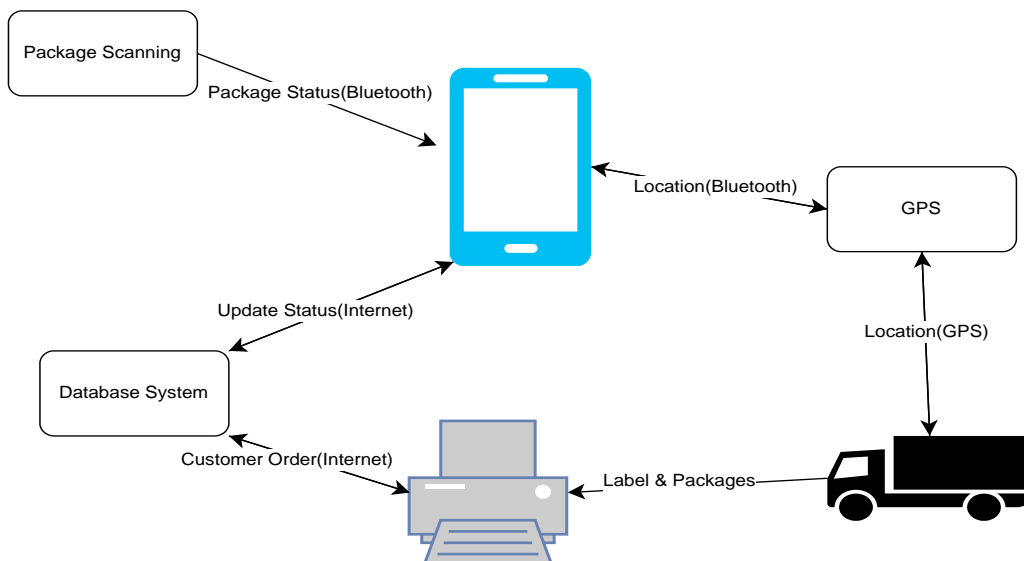 Package Scanning
Package Status(Bluetooth)
Location(Bluetooth)
GPS
Update Status(Internet)
Location(GPS)
Database System
Customer Order(Internet)
Label & Packages